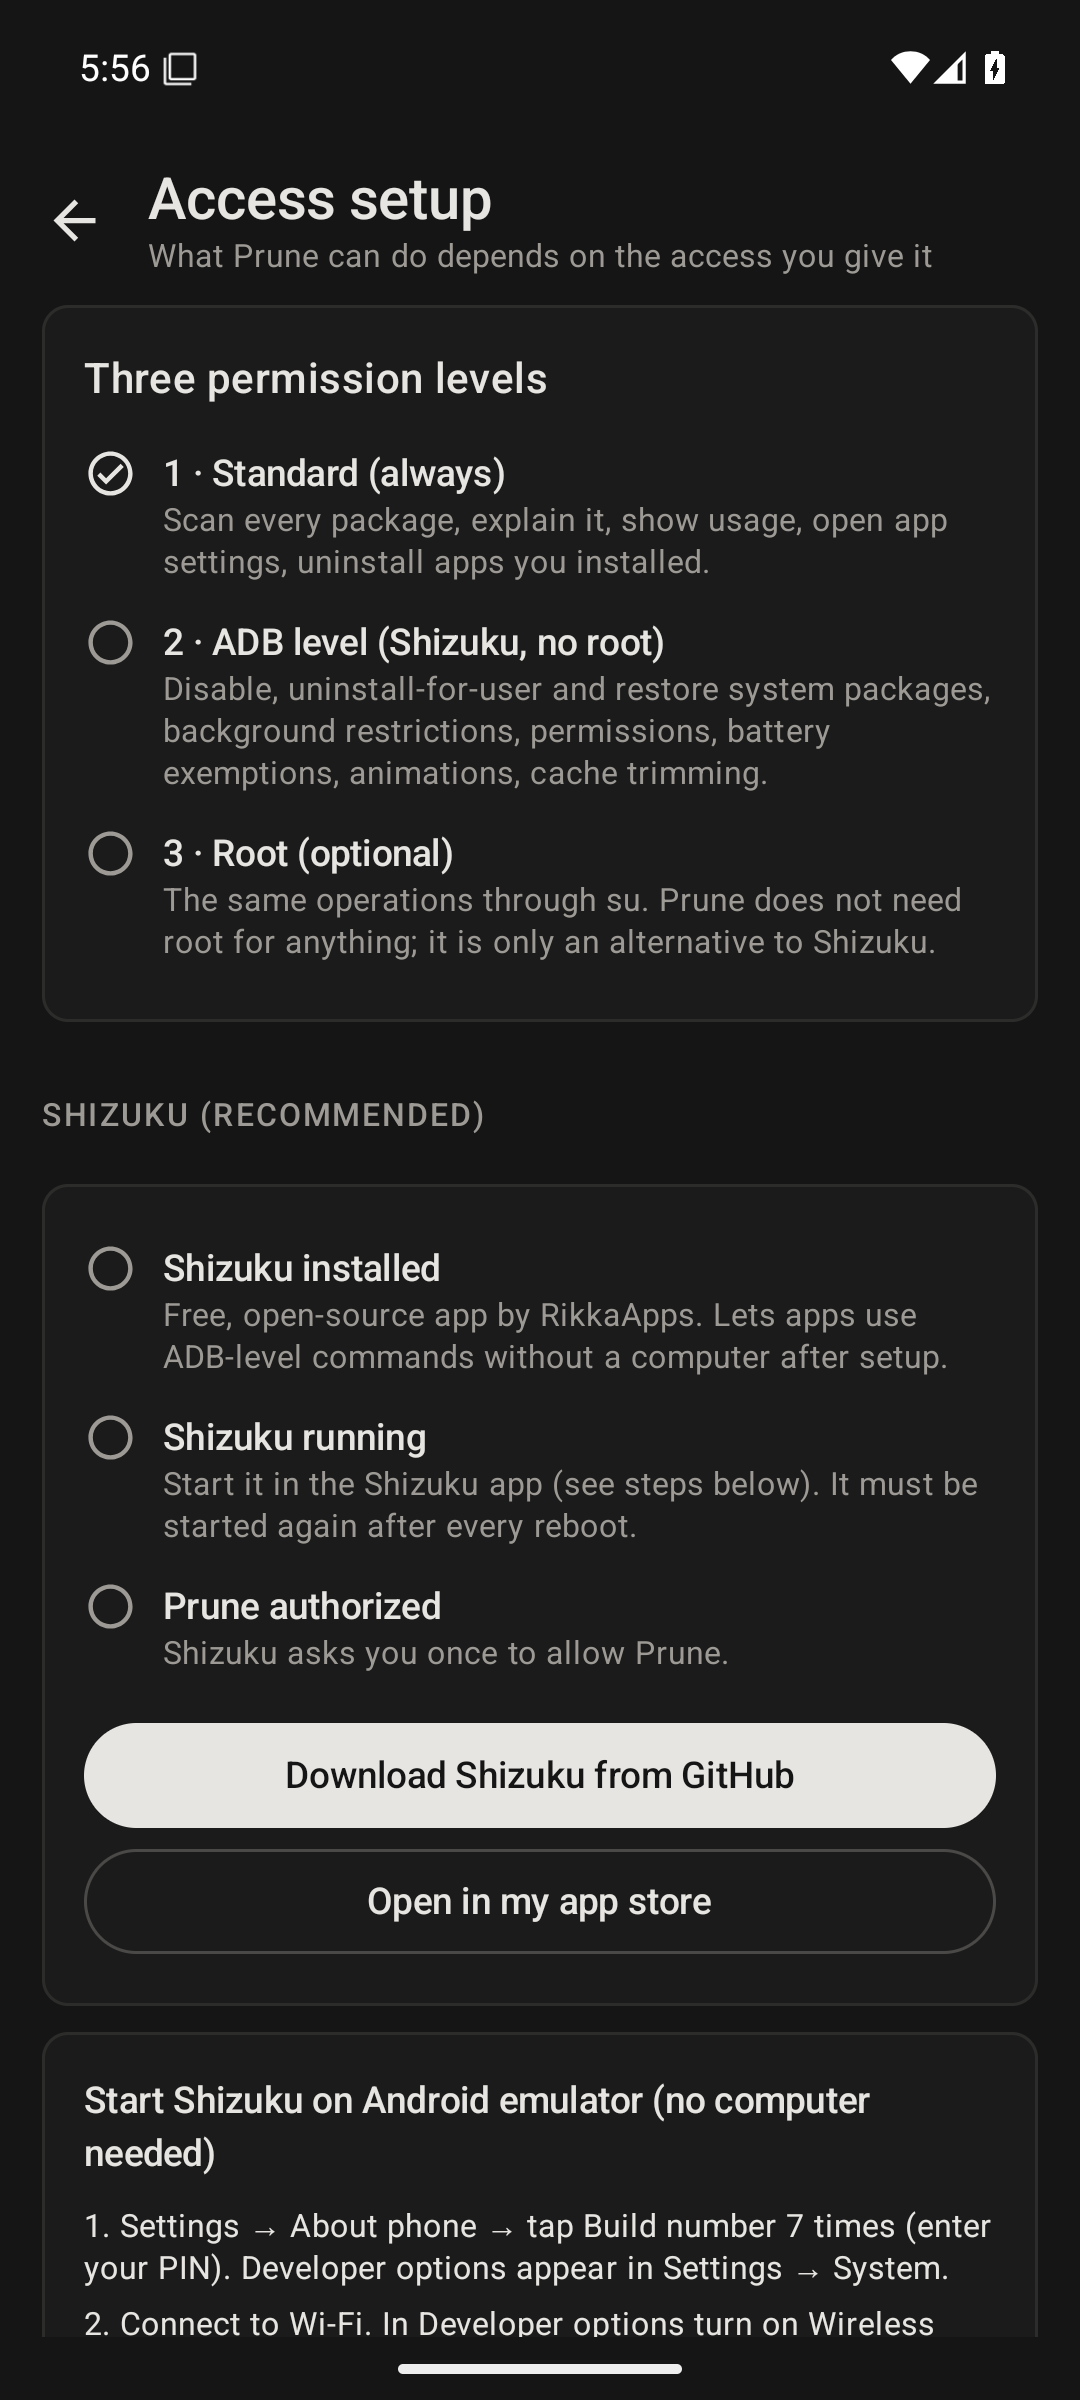 5:56
Access setup
What Prune can do depends on the access you give it
Three permission levels
1 · Standard (always)
Scan every package, explain it, show usage, open app
settings, uninstall apps you installed.
2 · ADB level (Shizuku, no root)
Disable, uninstall-for-user and restore system packages,
background restrictions, permissions, battery
exemptions, animations, cache trimming.
3 · Root (optional)
The same operations through su. Prune does not need
root for anything; it is only an alternative to Shizuku.
SHIZUKU (RECOMMENDED)
Shizuku installed
Free, open-source app by RikkaApps. Lets apps use
ADB-level commands without a computer after setup.
Shizuku running
Start it in the Shizuku app (see steps below). It must be
started again after every reboot.
Prune authorized
Shizuku asks you once to allow Prune.
Download Shizuku from GitHub
Open in my app store
Start Shizuku on Android emulator (no computer
needed)
1. Settings → About phone → tap Build number 7 times (enter
your PIN). Developer options appear in Settings → System.
2. Connect to Wi-Fi. In Developer options turn on Wireless